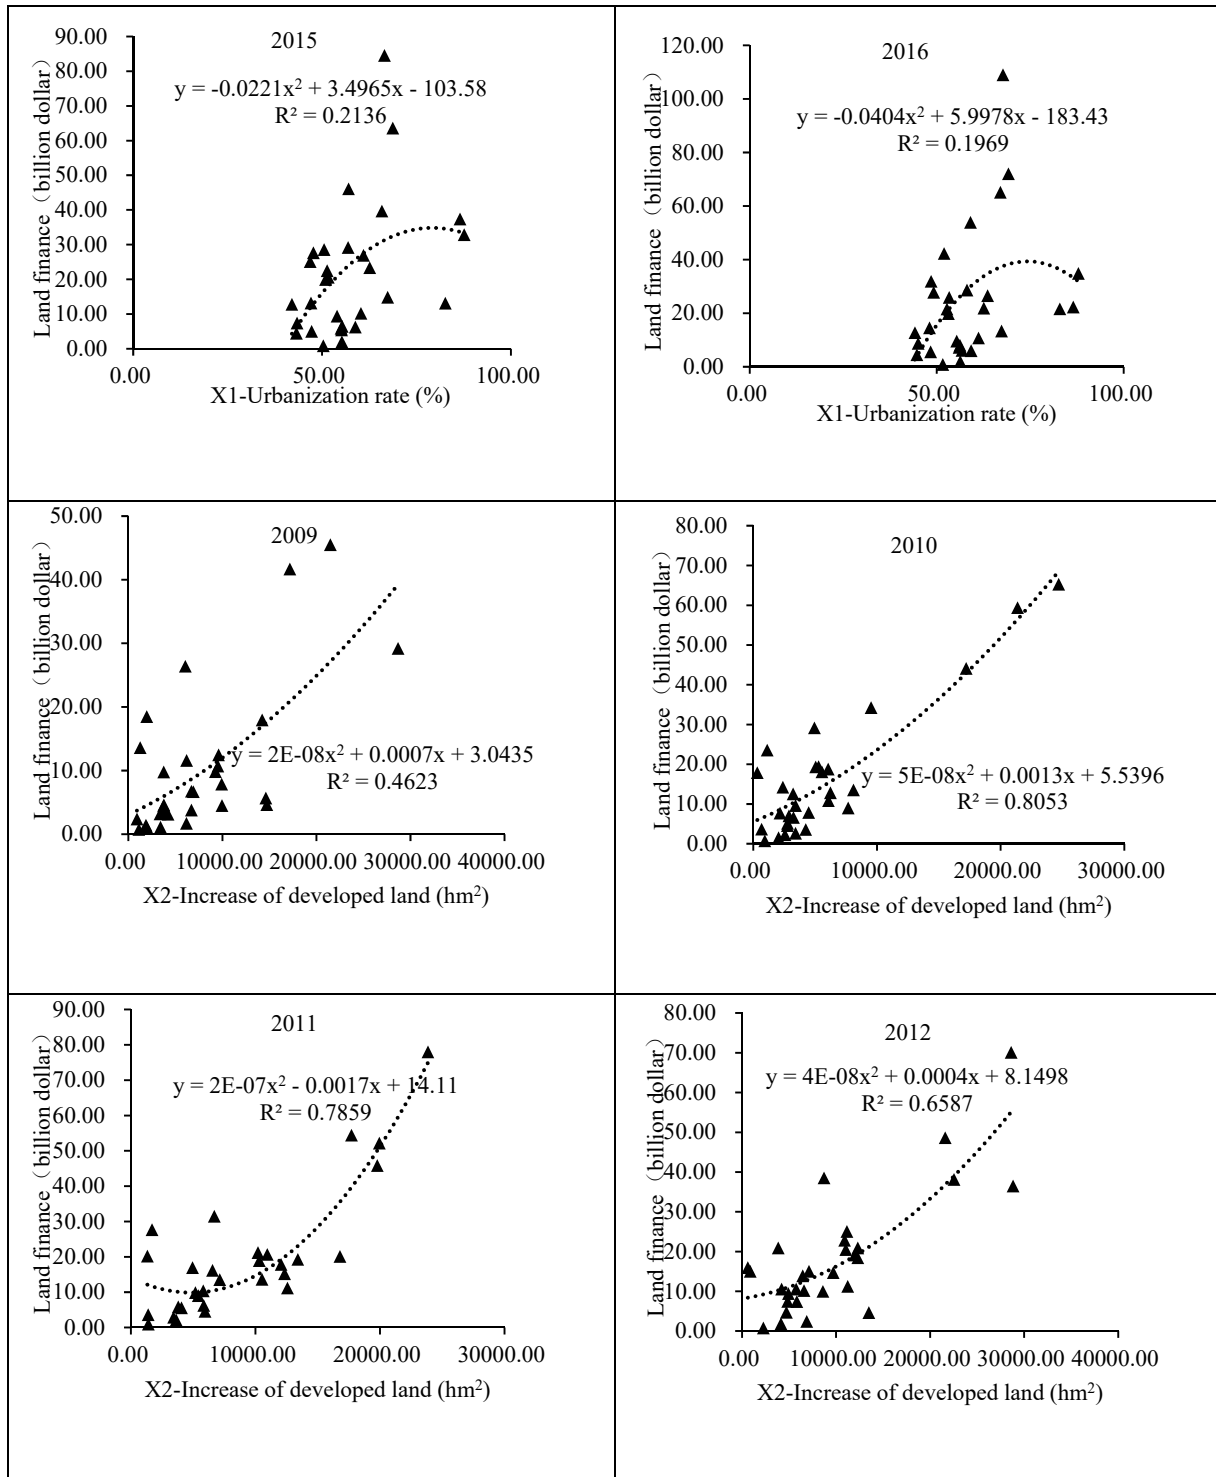 2015
y = -0.0221x² + 3.4965x - 103.58
R² = 0.2136
Land finance（billion dollar）
90.00
80.00
70.00
60.00
50.00
40.00
30.00
20.00
10.00
0.00
0.00 50.00 100.00
X1-Urbanization rate (%)
2016
y = -0.0404x² + 5.9978x - 183.43
R² = 0.1969
Land finance（billion dollar）
120.00
100.00
80.00
60.00
40.00
20.00
0.00
0.00 50.00 100.00
X1-Urbanization rate (%)
2009
y = 2E-08x² + 0.0007x + 3.0435
R² = 0.4623
Land finance（billion dollar）
50.00
40.00
30.00
20.00
10.00
0.00
0.00 10000.00 20000.00 30000.00 40000.00
X2-Increase of developed land (hm²)
2010
y = 5E-08x² + 0.0013x + 5.5396
R² = 0.8053
Land finance（billion dollar）
80.00
70.00
60.00
50.00
40.00
30.00
20.00
10.00
0.00
0.00 10000.00 20000.00 30000.00
X2-Increase of developed land (hm²)
2011
y = 2E-07x² - 0.0017x + 14.11
R² = 0.7859
Land finance（billion dollar）
90.00
80.00
70.00
60.00
50.00
40.00
30.00
20.00
10.00
0.00
0.00 10000.00 20000.00 30000.00
X2-Increase of developed land (hm²)
2012
y = 4E-08x² + 0.0004x + 8.1498
R² = 0.6587
Land finance（billion dollar）
80.00
70.00
60.00
50.00
40.00
30.00
20.00
10.00
0.00
0.00 10000.00 20000.00 30000.00 40000.00
X2-Increase of developed land (hm²)